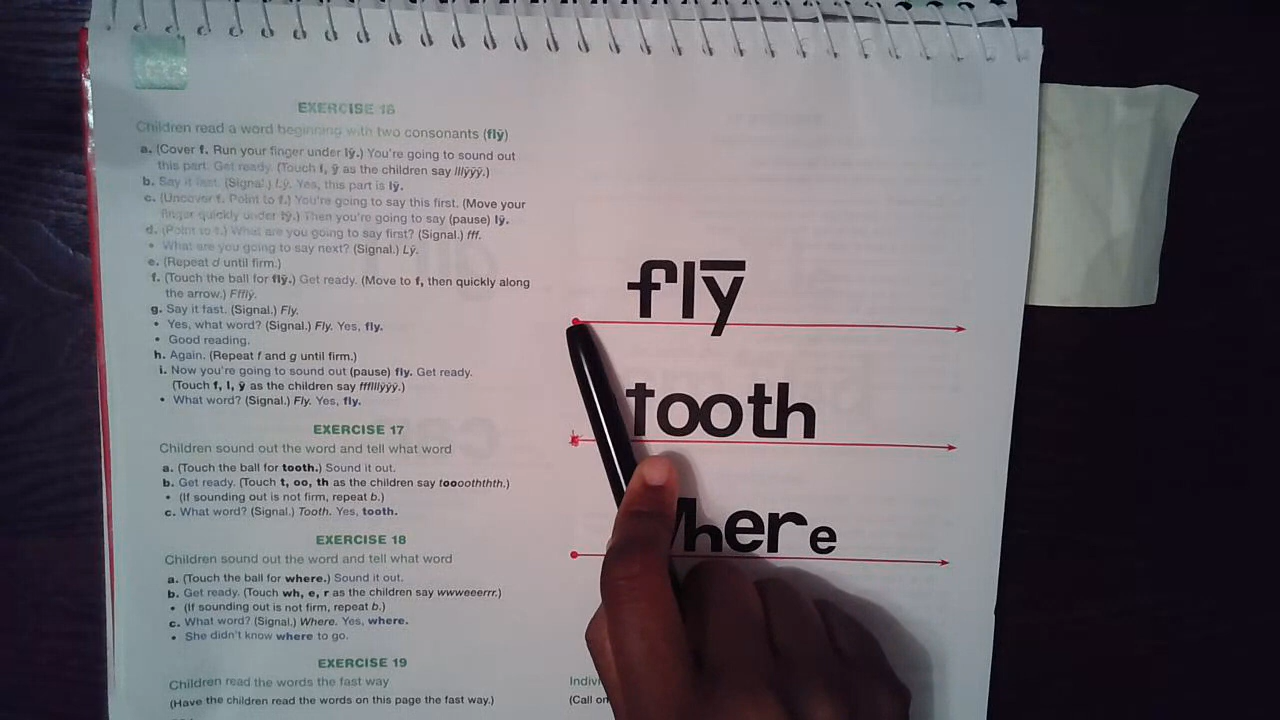 EXERCISE 16
Children read a word beginning with two consonants (flȳ)
a. (Cover f. Run your finger under lȳ.) You're going to sound out
this part. Get ready. (Touch l, ȳ as the children say lllȳȳȳ.)
b. Say it fast. (Signal.) Lȳ. Yes, this part is lȳ.
c. (Uncover f. Point to f.) You're going to say this first. (Move your
finger quickly under lȳ.) Then you're going to say (pause) lȳ.
d. (Point to f.) What are you going to say first? (Signal.) fff.
• What are you going to say next? (Signal.) Lȳ.
e. (Repeat d until firm.)
f. (Touch the ball for flȳ.) Get ready. (Move to f, then quickly along
the arrow.) Ffflȳ.
g. Say it fast. (Signal.) Fly.
• Yes, what word? (Signal.) Fly. Yes, fly.
• Good reading.
h. Again. (Repeat f and g until firm.)
i. Now you're going to sound out (pause) fly. Get ready.
(Touch f, l, ȳ as the children say ffflllȳȳȳ.)
• What word? (Signal.) Fly. Yes, fly.
EXERCISE 17
Children sound out the word and tell what word
a. (Touch the ball for tooth.) Sound it out.
b. Get ready. (Touch t, oo, th as the children say toooothththth.)
• (If sounding out is not firm, repeat b.)
c. What word? (Signal.) Tooth. Yes, tooth.
EXERCISE 18
Children sound out the word and tell what word
a. (Touch the ball for where.) Sound it out.
b. Get ready. (Touch wh, e, r as the children say wwweeerrr.)
• (If sounding out is not firm, repeat b.)
c. What word? (Signal.) Where. Yes, where.
• She didn't know where to go.
EXERCISE 19
Children read the words the fast way
(Have the children read the words on this page the fast way.)
flȳ
tooth
where
(Call on